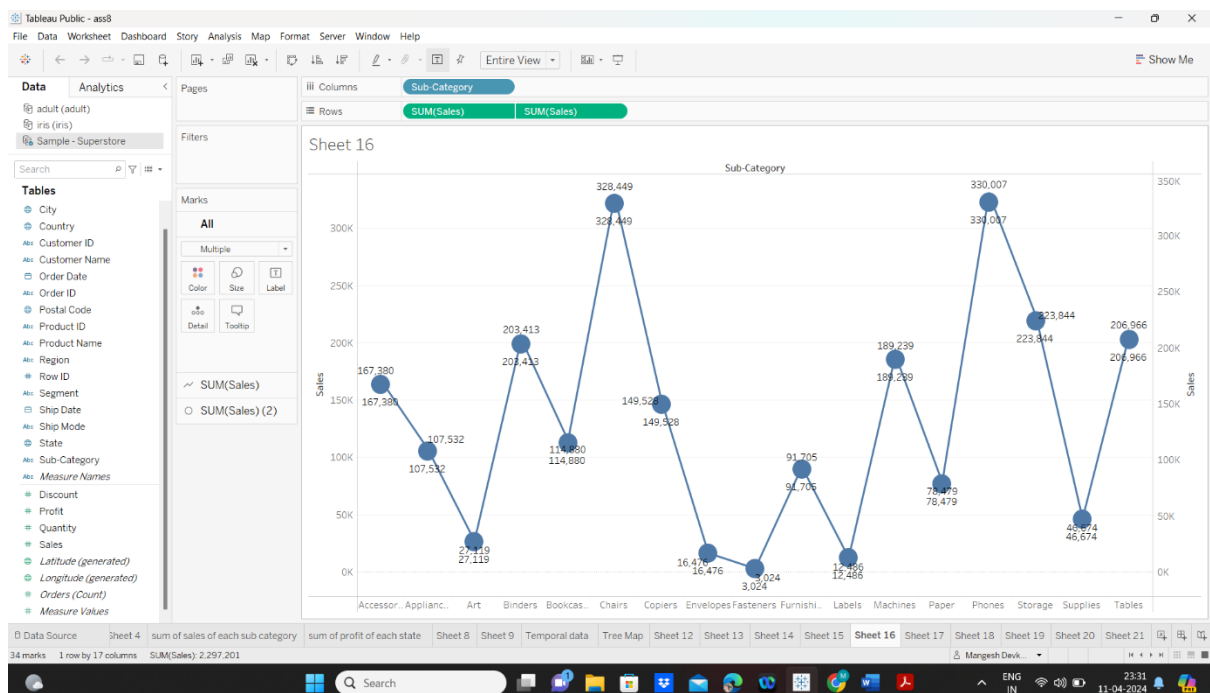 Tableau Public - ass8
File Data Worksheet Dashboard Story Analysis Map Format Server Window Help
Entire View
Show Me
Data Analytics
Pages
iii Columns
Sub-Category
Rows
SUM(Sales) SUM(Sales)
adult (adult)
iris (iris)
Sample - Superstore
Search
Tables
City
Country
Abc Customer ID
Abc Customer Name
Order Date
Abc Order ID
Postal Code
Abc Product ID
Abc Product Name
Abc Region
# Row ID
Abc Segment
Ship Date
Abc Ship Mode
State
Abc Sub-Category
Abc Measure Names
# Discount
# Profit
# Quantity
# Sales
Latitude (generated)
Longitude (generated)
# Orders (Count)
# Measure Values
Filters
Marks
All
Multiple
Color Size Label
Detail Tooltip
SUM(Sales)
SUM(Sales) (2)
Sheet 16
Sub-Category
Sales
300K
250K
200K
150K
100K
50K
0K
167,380
167,380
107,532
107,532
27,119
27,119
203,413
203,413
114,880
114,880
328,449
328,449
149,528
149,528
16,476
16,476
3,024
3,024
91,705
91,705
12,486
12,486
189,239
189,239
78,479
78,479
330,007
330,007
223,844
223,844
46,674
46,674
206,966
206,966
350K
300K
250K
200K
150K
100K
50K
0K
Sales
Accessor.. Applianc.. Art Binders Bookcas.. Chairs Copiers Envelopes Fasteners Furnishi.. Labels Machines Paper Phones Storage Supplies Tables
Data Source Sheet 4 sum of sales of each sub category sum of profit of each state Sheet 8 Sheet 9 Temporal data Tree Map Sheet 12 Sheet 13 Sheet 14 Sheet 15 Sheet 16 Sheet 17 Sheet 18 Sheet 19 Sheet 20 Sheet 21
34 marks 1 row by 17 columns SUM(Sales): 2,297,201
Mangesh Devk...
Search
ENG
IN
23:31
11-04-2024